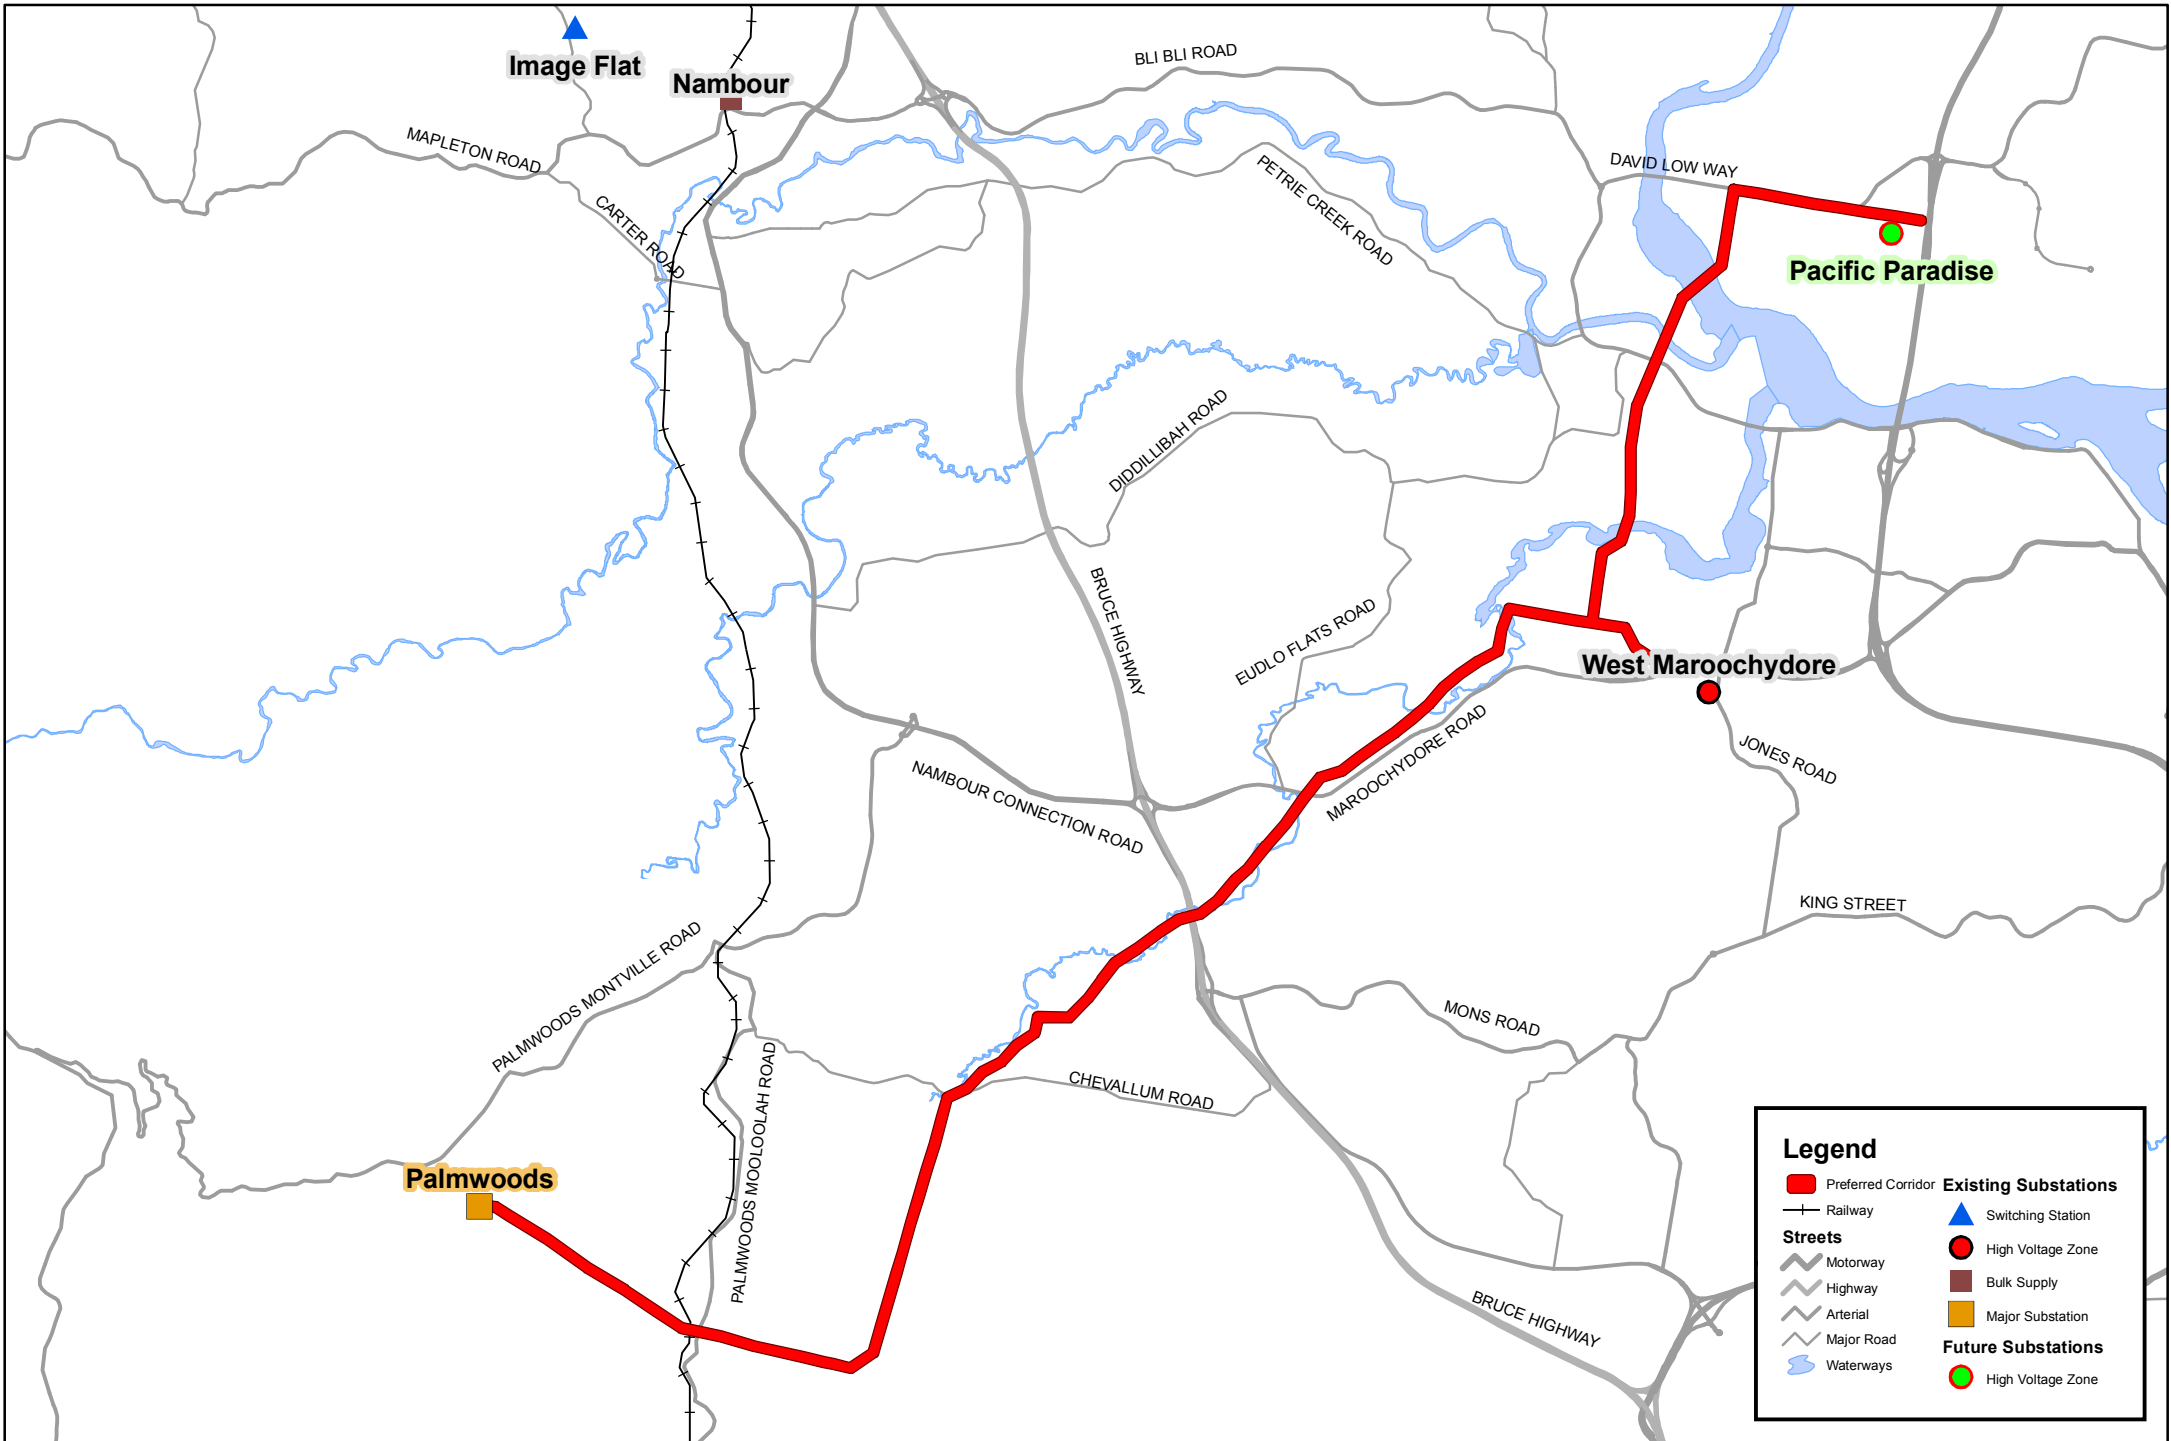 Image Flat
Nambour
BLI BLI ROAD
MAPLETON ROAD
CARTER ROAD
PETRIE CREEK ROAD
DAVID LOW WAY
Pacific Paradise
DIDDILLIBAH ROAD
BRUCE HIGHWAY
EUDLO FLATS ROAD
West Maroochydore
MAROOCHYDORE ROAD
JONES ROAD
NAMBOUR CONNECTION ROAD
KING STREET
PALMWOODS MONTVILLE ROAD
MONS ROAD
CHEVALLUM ROAD
PALMWOODS MOOLOOLAH ROAD
Palmwoods
BRUCE HIGHWAY
Legend
Preferred Corridor
Railway
Streets
Motorway
Highway
Arterial
Major Road
Waterways
Existing Substations
Switching Station
High Voltage Zone
Bulk Supply
Major Substation
Future Substations
High Voltage Zone